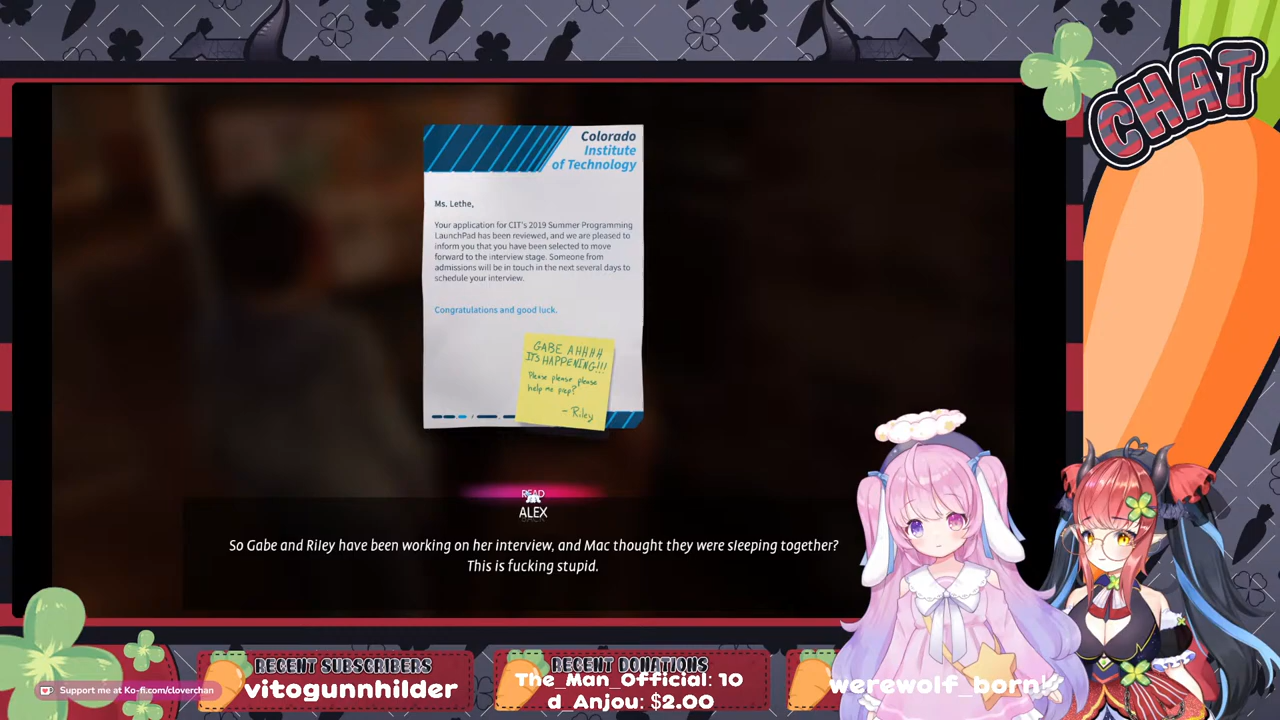 CHAT
Colorado
Institute
of Technology
Ms. Lethe,
Your application for CIT's 2019 Summer Programming
LaunchPad has been reviewed, and we are pleased to
inform you that you have been selected to move
forward to the interview stage. Someone from
admissions will be in touch in the next several days to
schedule your interview.
Congratulations and good luck.
GABE AHHHH
ITS HAPPENING!!!
Please please please
help me prep?
- Riley
READ
ALEX
So Gabe and Riley have been working on her interview, and Mac thought they were sleeping together?
This is fucking stupid.
RECENT SUBSCRIBERS
vitogunnhilder
RECENT DONATIONS
The_Man_Official: 10
d_Anjou: $2.00
werewolf_born
Support me at Ko-fi.com/cloverchan